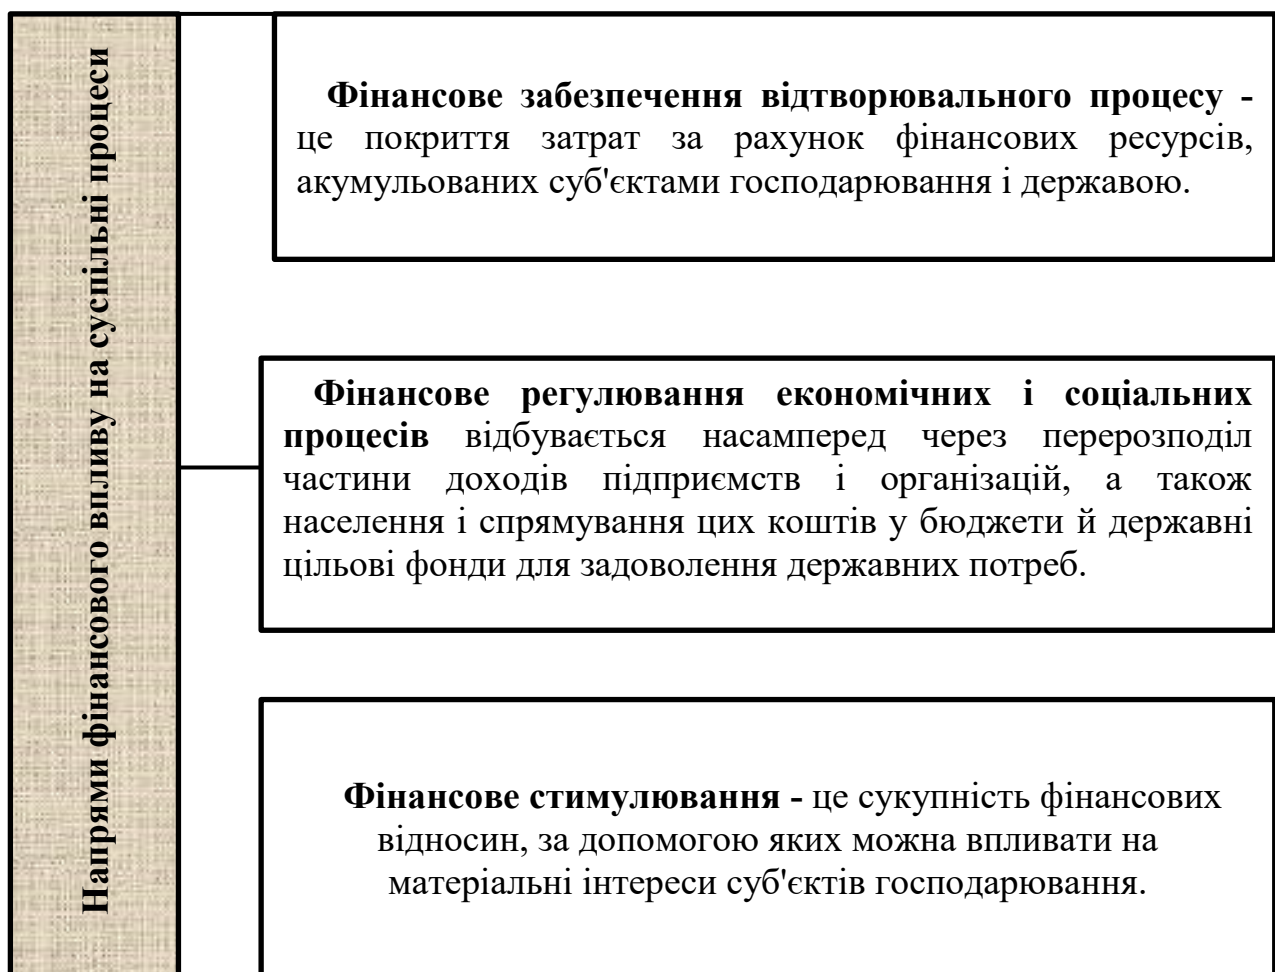 Напрями фінансового впливу на суспільні процеси
Фінансове забезпечення відтворювального процесу -
це покриття затрат за рахунок фінансових ресурсів,
акумульованих суб'єктами господарювання і державою.
Фінансове регулювання економічних і соціальних
процесів відбувається насамперед через перерозподіл
частини доходів підприємств і організацій, а також
населення і спрямування цих коштів у бюджети й державні
цільові фонди для задоволення державних потреб.
Фінансове стимулювання - це сукупність фінансових
відносин, за допомогою яких можна впливати на
матеріальні інтереси суб'єктів господарювання.